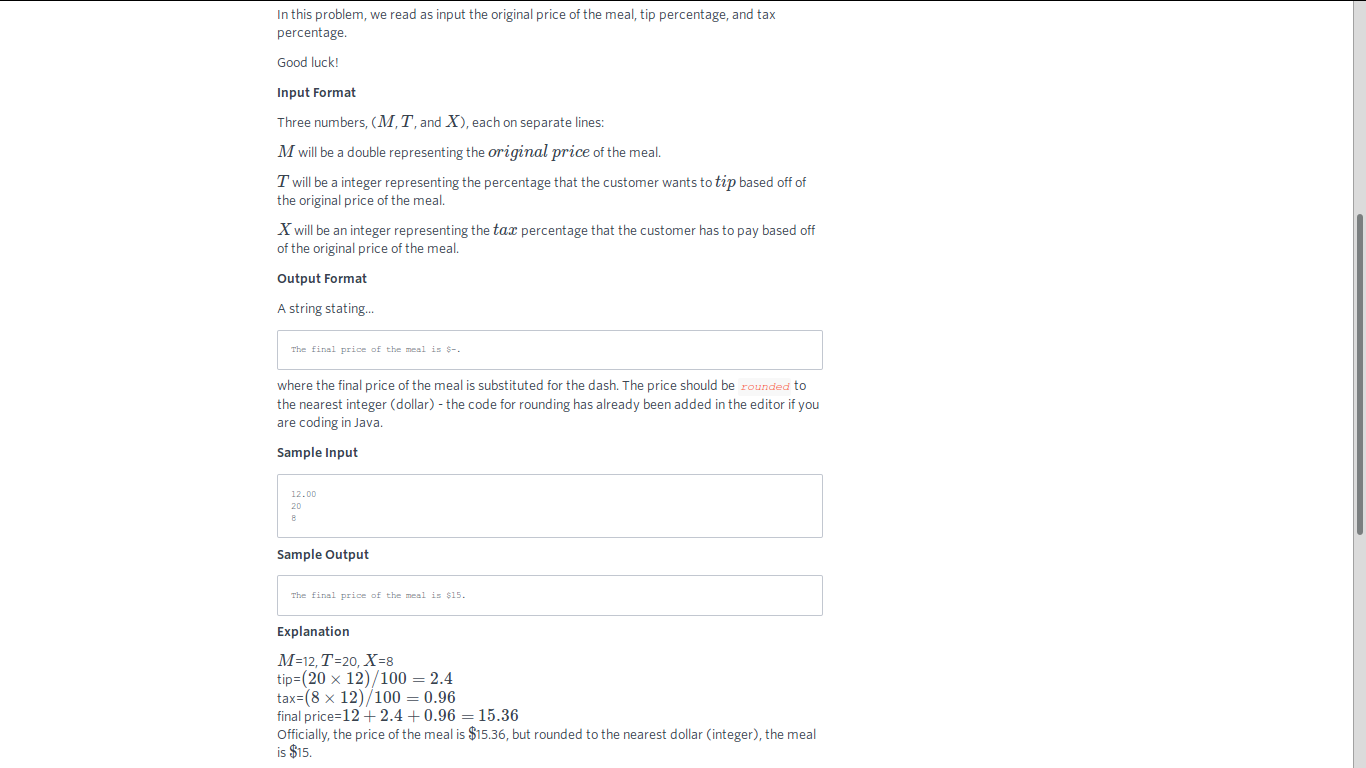 In this problem, we read as input the original price of the meal, tip percentage, and tax
percentage.
Good luck!
Input Format
Three numbers, (M, T, and X), each on separate lines:
M will be a double representing the original price of the meal.
T will be a integer representing the percentage that the customer wants to tip based off of
the original price of the meal.
X will be an integer representing the tax percentage that the customer has to pay based off
of the original price of the meal.
Output Format
A string stating...
The final price of the meal is $-.
where the final price of the meal is substituted for the dash. The price should be rounded to
the nearest integer (dollar) - the code for rounding has already been added in the editor if you
are coding in Java.
Sample Input
12.00
20
8
Sample Output
The final price of the meal is $15.
Explanation
M=12, T=20, X=8
tip=(20 × 12)/100 = 2.4
tax=(8 × 12)/100 = 0.96
final price=12 + 2.4 + 0.96 = 15.36
Officially, the price of the meal is $15.36, but rounded to the nearest dollar (integer), the meal
is $15.